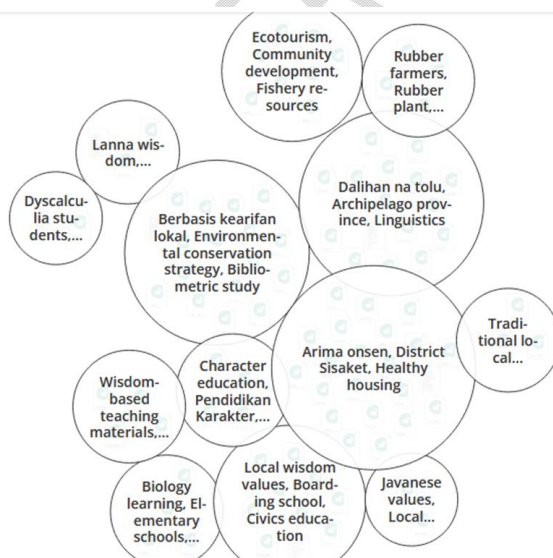 Ecotourism,
Community
development,
Fishery re-
sources
Rubber
farmers,
Rubber
plant,...
Lanna wis-
dom,...
Dyscalcu-
lia stu-
dents,...
Dalihan na tolu,
Archipelago prov-
ince, Linguistics
Berbasis kearifan
lokal, Environmen-
tal conservation
strategy, Biblio-
metric study
Arima onsen, District
Sisaket, Healthy
housing
Tradi-
tional lo-
cal...
Character
education,
Pendidikan
Karakter,...
Wisdom-
based
teaching
materials,...
Local wisdom
values, Board-
ing school,
Civics educa-
tion
Javanese
values,
Local...
Biology
learning, El-
ementary
schools,...